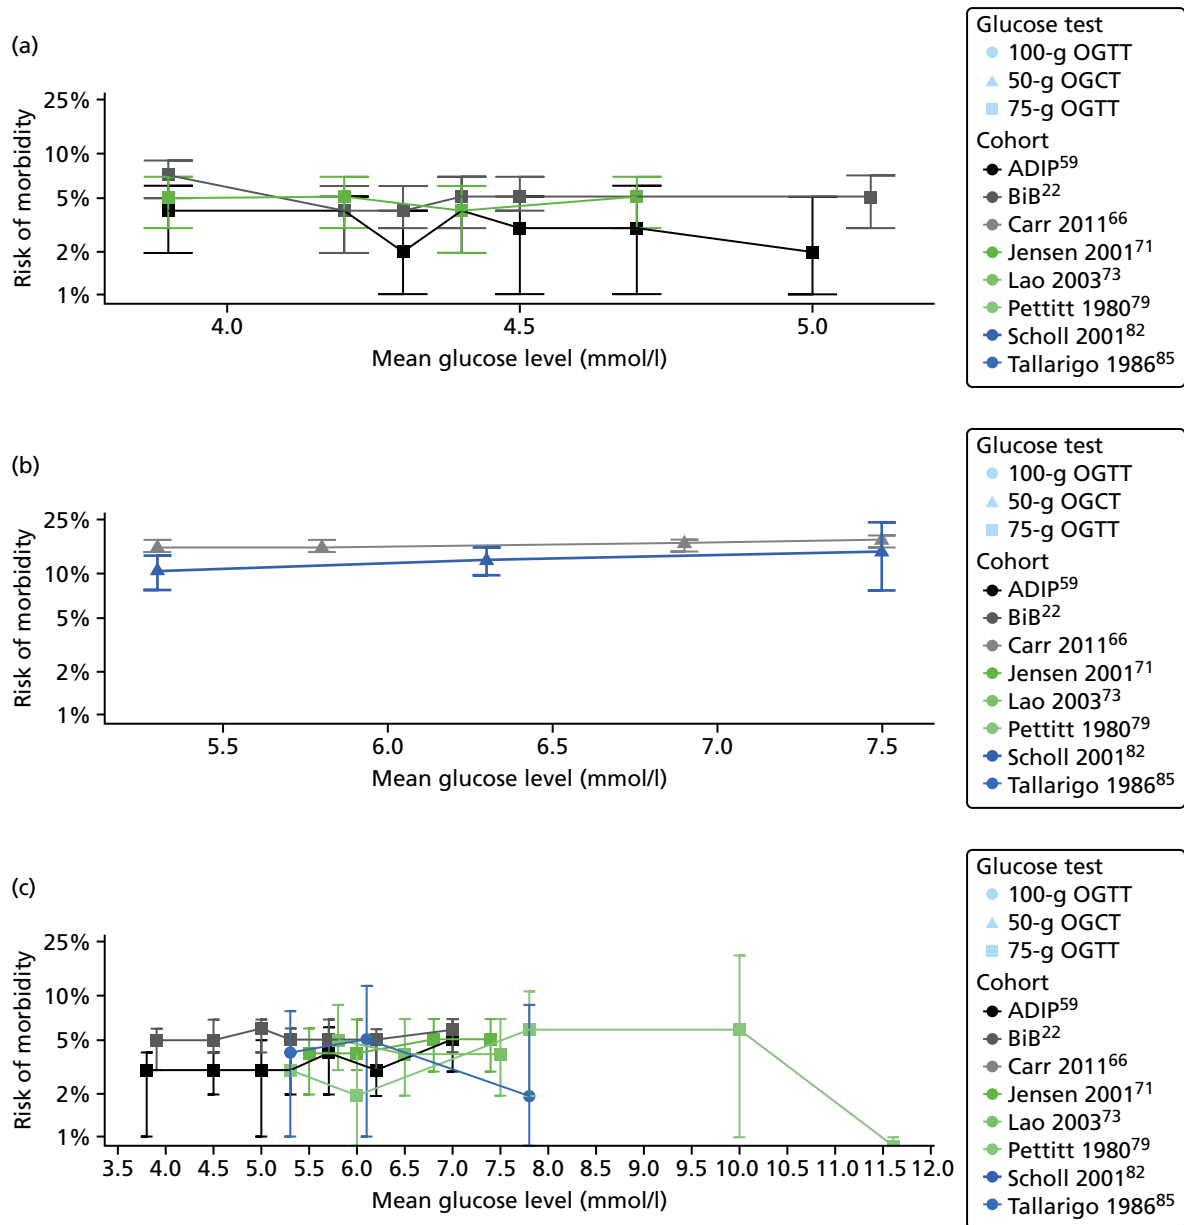 (a)
Risk of morbidity
25%
10%
5%
2%
1%
4.0 4.5 5.0
Mean glucose level (mmol/l)
Glucose test
100-g OGTT
50-g OGCT
75-g OGTT
Cohort
ADIP59
BiB22
Carr 201166
Jensen 200171
Lao 200373
Pettitt 198079
Scholl 200182
Tallarigo 198685
(b)
Risk of morbidity
25%
10%
5%
2%
1%
5.5 6.0 6.5 7.0 7.5
Mean glucose level (mmol/l)
Glucose test
100-g OGTT
50-g OGCT
75-g OGTT
Cohort
ADIP59
BiB22
Carr 201166
Jensen 200171
Lao 200373
Pettitt 198079
Scholl 200182
Tallarigo 198685
(c)
Risk of morbidity
25%
10%
5%
2%
1%
3.5 4.0 4.5 5.0 5.5 6.0 6.5 7.0 7.5 8.0 8.5 9.0 9.5 10.0 10.5 11.0 11.5 12.0
Mean glucose level (mmol/l)
Glucose test
100-g OGTT
50-g OGCT
75-g OGTT
Cohort
ADIP59
BiB22
Carr 201166
Jensen 200171
Lao 200373
Pettitt 198079
Scholl 200182
Tallarigo 198685